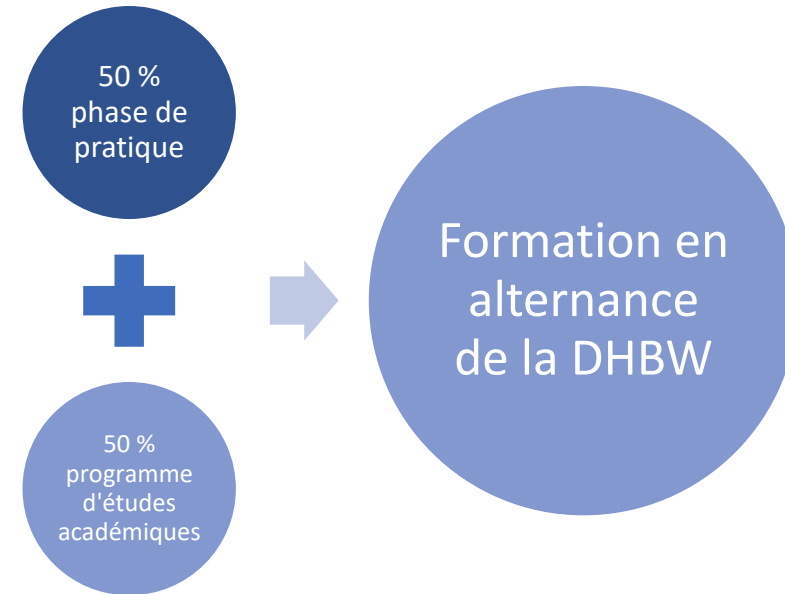 50 %
phase de
pratique
50 %
programme
d'études
académiques
Formation en
alternance
de la DHBW